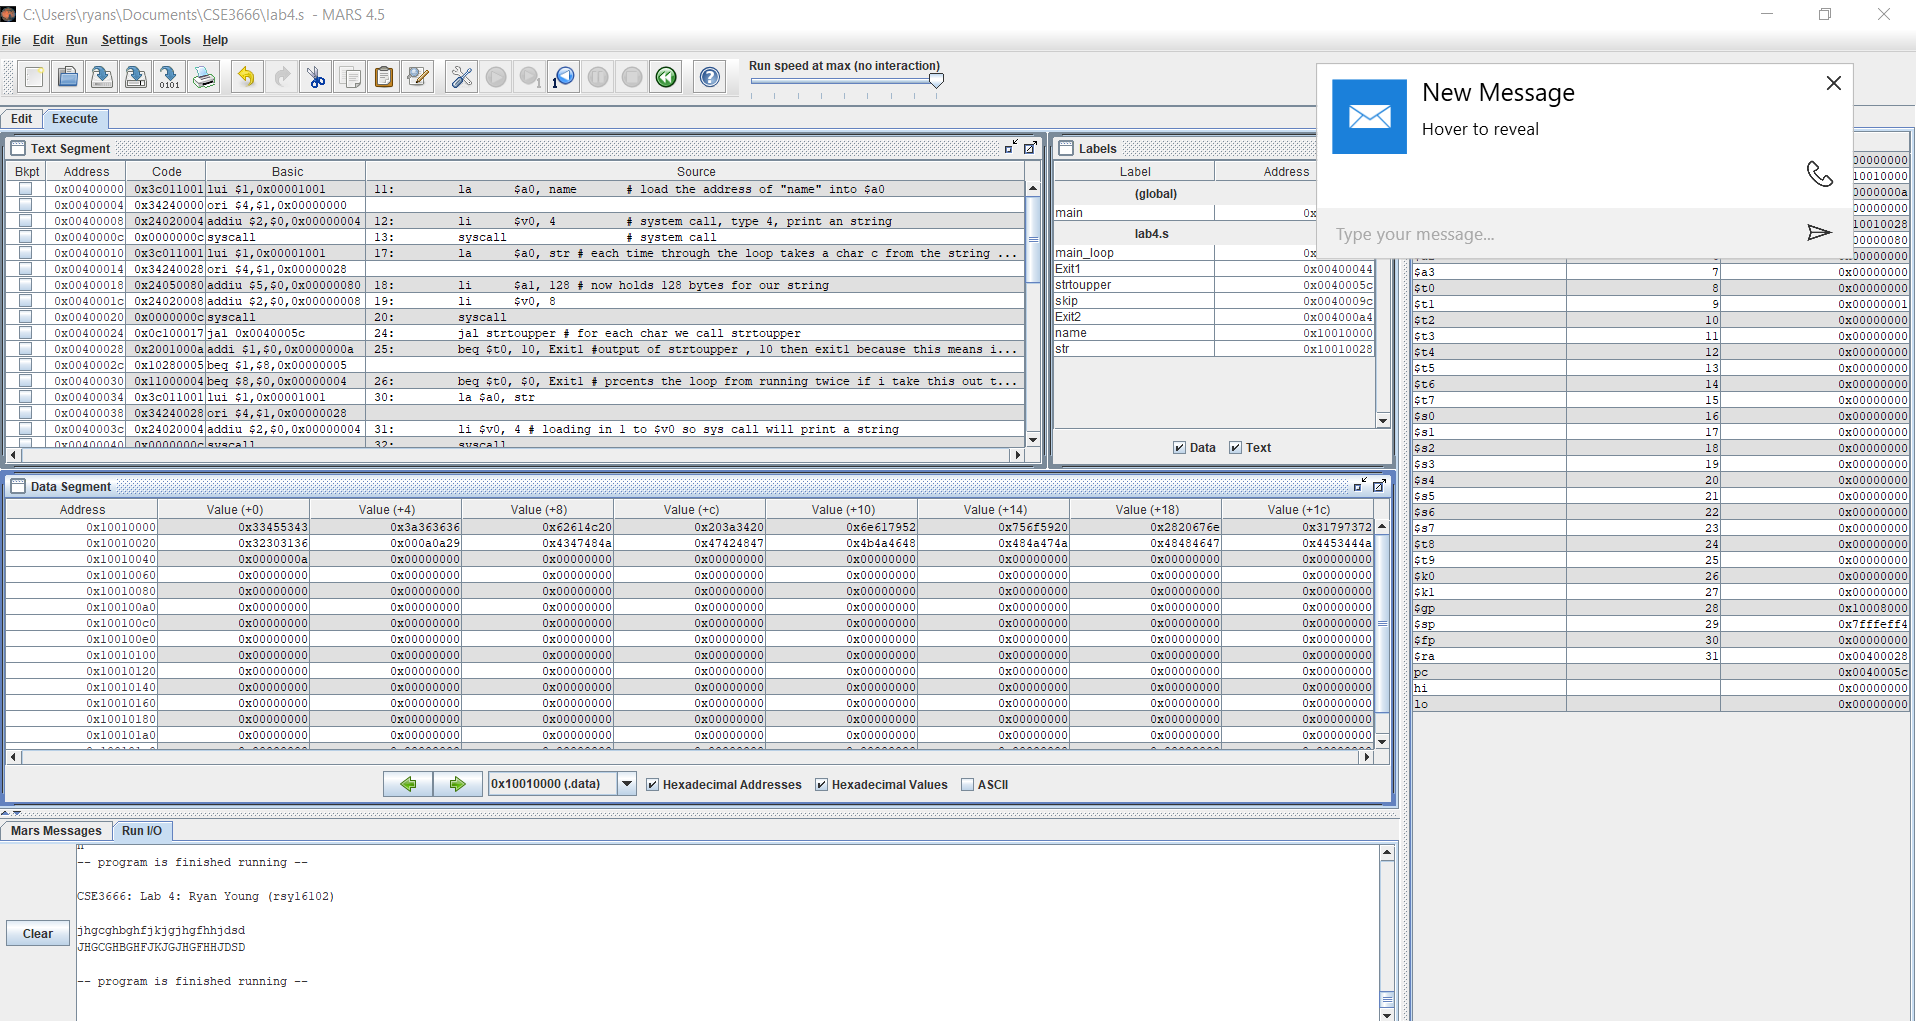 C:\Users\ryans\Documents\CSE3666\lab4.s - MARS 4.5
File Edit Run Settings Tools Help
Run speed at max (no interaction)
New Message
Hover to reveal
Type your message...
Edit Execute
Text Segment
Bkpt Address Code Basic Source
0x00400000 0x3c011001 lui $1,0x00001001 11: la $a0, name # load the address of "name" into $a0
0x00400004 0x34240000 ori $4,$1,0x00000000
0x00400008 0x24020004 addiu $2,$0,0x00000004 12: li $v0, 4 # system call, type 4, print an string
0x0040000c 0x0000000c syscall 13: syscall # system call
0x00400010 0x3c011001 lui $1,0x00001001 17: la $a0, str # each time through the loop takes a char c from the string ...
0x00400014 0x34240028 ori $4,$1,0x00000028
0x00400018 0x24050080 addiu $5,$0,0x00000080 18: li $a1, 128 # now holds 128 bytes for our string
0x0040001c 0x24020008 addiu $2,$0,0x00000008 19: li $v0, 8
0x00400020 0x0000000c syscall 20: syscall
0x00400024 0x0c100017 jal 0x0040005c 24: jal strtoupper # for each char we call strtoupper
0x00400028 0x2001000a addi $1,$0,0x0000000a 25: beq $t0, 10, Exit1 #output of strtoupper , 10 then exit1 because this means i...
0x0040002c 0x10280005 beq $1,$8,0x00000005
0x00400030 0x11000004 beq $8,$0,0x00000004 26: beq $t0, $0, Exit1 # prcents the loop from running twice if i take this out t...
0x00400034 0x3c011001 lui $1,0x00001001 30: la $a0, str
0x00400038 0x34240028 ori $4,$1,0x00000028
0x0040003c 0x24020004 addiu $2,$0,0x00000004 31: li $v0, 4 # loading in 1 to $v0 so sys call will print a string
0x00400040 0x0000000c syscall 32: syscall
Labels
Label Address
(global)
main 0x
lab4.s
main_loop 0x
Exit1 0x00400044
strtoupper 0x0040005c
skip 0x0040009c
Exit2 0x004000a4
name 0x10010000
str 0x10010028
Data Text
00000000
10010000
0000000a
00000000
10010028
00000080
$a3 7 0x00000000
$t0 8 0x00000000
$t1 9 0x00000001
$t2 10 0x00000000
$t3 11 0x00000000
$t4 12 0x00000000
$t5 13 0x00000000
$t6 14 0x00000000
$t7 15 0x00000000
$s0 16 0x00000000
$s1 17 0x00000000
$s2 18 0x00000000
$s3 19 0x00000000
$s4 20 0x00000000
$s5 21 0x00000000
$s6 22 0x00000000
$s7 23 0x00000000
$t8 24 0x00000000
$t9 25 0x00000000
$k0 26 0x00000000
$k1 27 0x00000000
$gp 28 0x10008000
$sp 29 0x7fffeff4
$fp 30 0x00000000
$ra 31 0x00400028
pc 0x0040005c
hi 0x00000000
lo 0x00000000
Data Segment
Address Value (+0) Value (+4) Value (+8) Value (+c) Value (+10) Value (+14) Value (+18) Value (+1c)
0x10010000 0x33455343 0x3a363636 0x62614c20 0x203a3420 0x6e617952 0x756f5920 0x2820676e 0x31797372
0x10010020 0x32303136 0x000a0a29 0x4347484a 0x47424847 0x4b4a4648 0x484a474a 0x48484647 0x4453444a
0x10010040 0x0000000a 0x00000000 0x00000000 0x00000000 0x00000000 0x00000000 0x00000000 0x00000000
0x10010060 0x00000000 0x00000000 0x00000000 0x00000000 0x00000000 0x00000000 0x00000000 0x00000000
0x10010080 0x00000000 0x00000000 0x00000000 0x00000000 0x00000000 0x00000000 0x00000000 0x00000000
0x100100a0 0x00000000 0x00000000 0x00000000 0x00000000 0x00000000 0x00000000 0x00000000 0x00000000
0x100100c0 0x00000000 0x00000000 0x00000000 0x00000000 0x00000000 0x00000000 0x00000000 0x00000000
0x100100e0 0x00000000 0x00000000 0x00000000 0x00000000 0x00000000 0x00000000 0x00000000 0x00000000
0x10010100 0x00000000 0x00000000 0x00000000 0x00000000 0x00000000 0x00000000 0x00000000 0x00000000
0x10010120 0x00000000 0x00000000 0x00000000 0x00000000 0x00000000 0x00000000 0x00000000 0x00000000
0x10010140 0x00000000 0x00000000 0x00000000 0x00000000 0x00000000 0x00000000 0x00000000 0x00000000
0x10010160 0x00000000 0x00000000 0x00000000 0x00000000 0x00000000 0x00000000 0x00000000 0x00000000
0x10010180 0x00000000 0x00000000 0x00000000 0x00000000 0x00000000 0x00000000 0x00000000 0x00000000
0x100101a0 0x00000000 0x00000000 0x00000000 0x00000000 0x00000000 0x00000000 0x00000000 0x00000000
0x10010000 (.data) Hexadecimal Addresses Hexadecimal Values ASCII
Mars Messages Run I/O
-- program is finished running --
CSE3666: Lab 4: Ryan Young (rsy16102)
Clear
jhgcghbghfjkjgjhgfhhjdsd
JHGCGHBGHFJKJGJHGFHHJDSD
-- program is finished running --